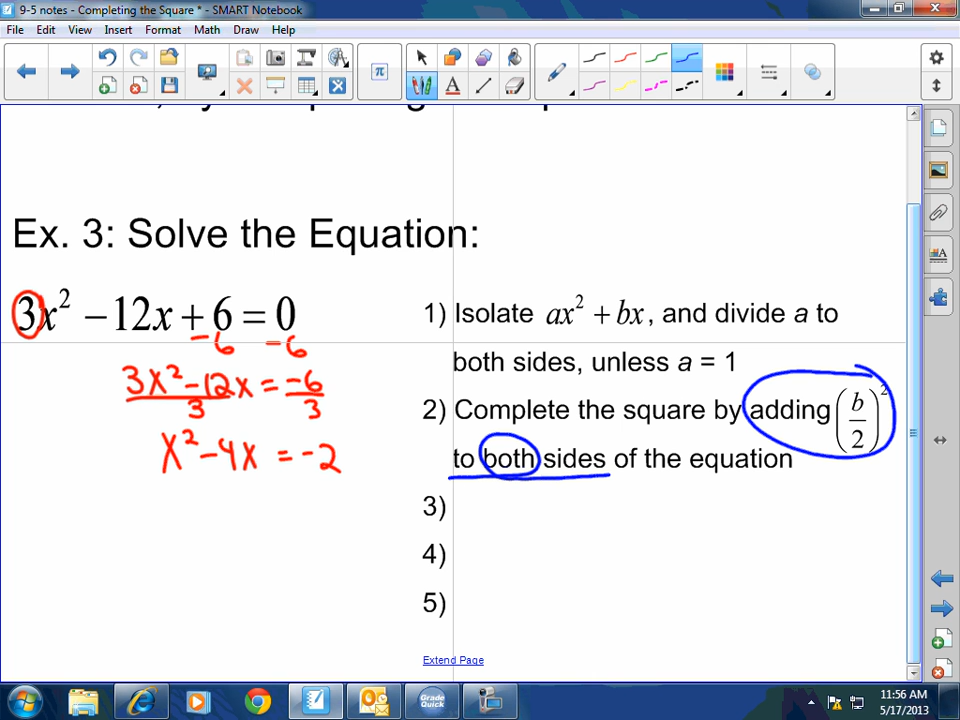 9-5 notes - Completing the Square * - SMART Notebook
File Edit View Insert Format Math Draw Help
π
A
Ex. 3: Solve the Equation:
3x² − 12x + 6 = 0
−6 −6
3x² − 12x = −6
3 3
x² − 4x = −2
1) Isolate ax² + bx, and divide a to
both sides, unless a = 1
2) Complete the square by adding (b/2)²
to both sides of the equation
3)
4)
5)
Extend Page
Grade
Quick
11:56 AM
5/17/2013